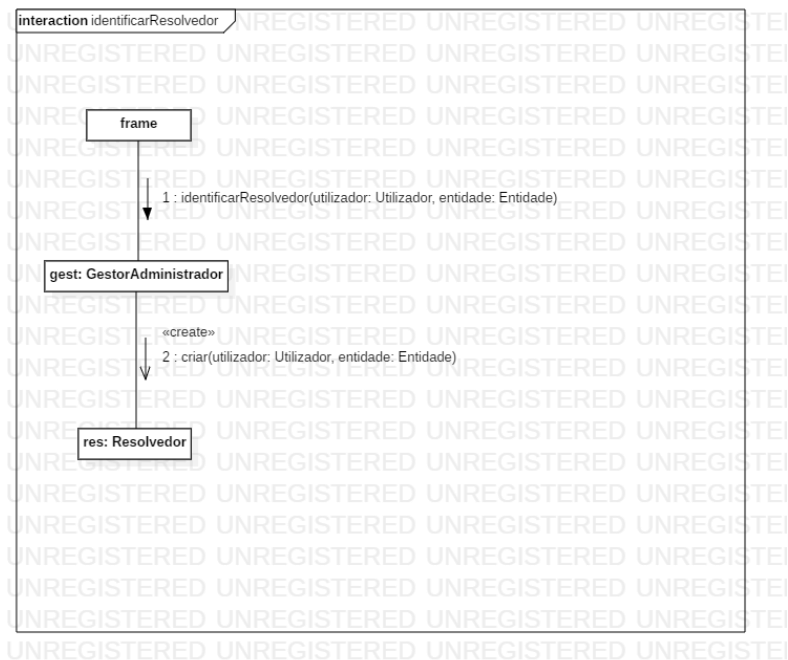 interaction identificarResolvedor
frame
1 : identificarResolvedor(utilizador: Utilizador, entidade: Entidade)
gest: GestorAdministrador
«create»
2 : criar(utilizador: Utilizador, entidade: Entidade)
res: Resolvedor
UNREGISTERED